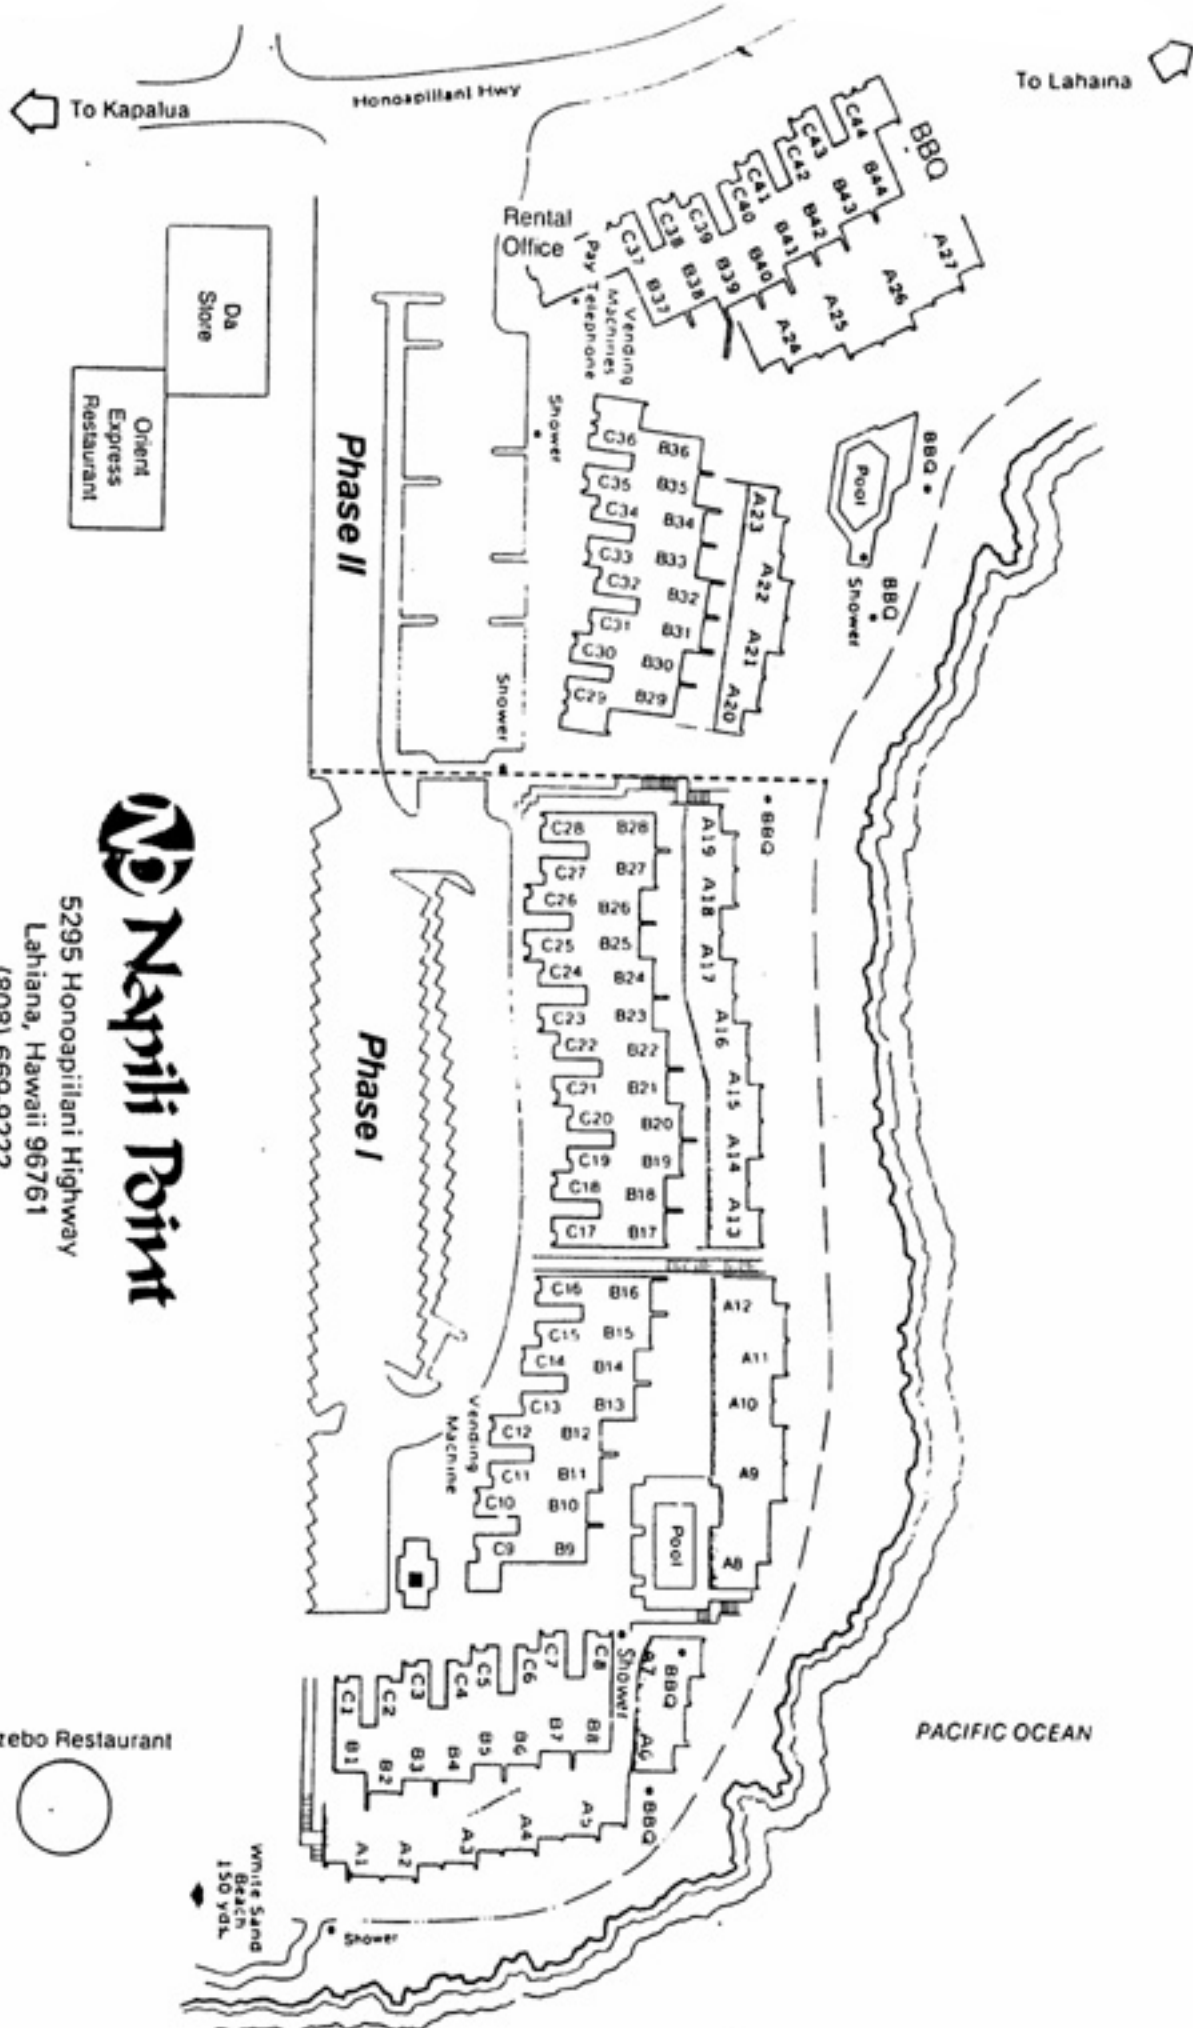 To Lahaina
Honoapillani Hwy
To Kapalua
BBQ
C44
C43
C42
C41
C40
C39
C38
C37
B44
B43
B42
B41
B40
B39
B38
B37
A27
A26
A25
A24
Rental
Office
Pay Telephone
Vending
Machines
Da
Store
Orient
Express
Restaurant
Shower
Phase II
C36
C35
C34
C33
C32
C31
C30
C29
B36
B35
B34
B33
B32
B31
B30
B29
A23
A22
A21
A20
Pool
BBQ
BBQ
Shower
Shower
BBQ
C28
C27
C26
C25
C24
C23
C22
C21
C20
C19
C18
C17
B28
B27
B26
B25
B24
B23
B22
B21
B20
B19
B18
B17
A19
A18
A17
A16
A15
A14
A13
Phase I
Napili Point
5295 Honoapiilani Highway
Lahiana, Hawaii 96761
(808) 669-9222
C16
C15
C14
C13
C12
C11
C10
C9
B16
B15
B14
B13
B12
B11
B10
B9
A12
A11
A10
A9
A8
Pool
Vending
Machine
Shower
BBQ
C8
C7
C6
C5
C4
C3
C2
C1
B8
B7
B6
B5
B4
B3
B2
B1
A7
A6
A5
A4
A3
A2
A1
BBQ
PACIFIC OCEAN
zebo Restaurant
White Sand
Beach
150 yds.
Shower